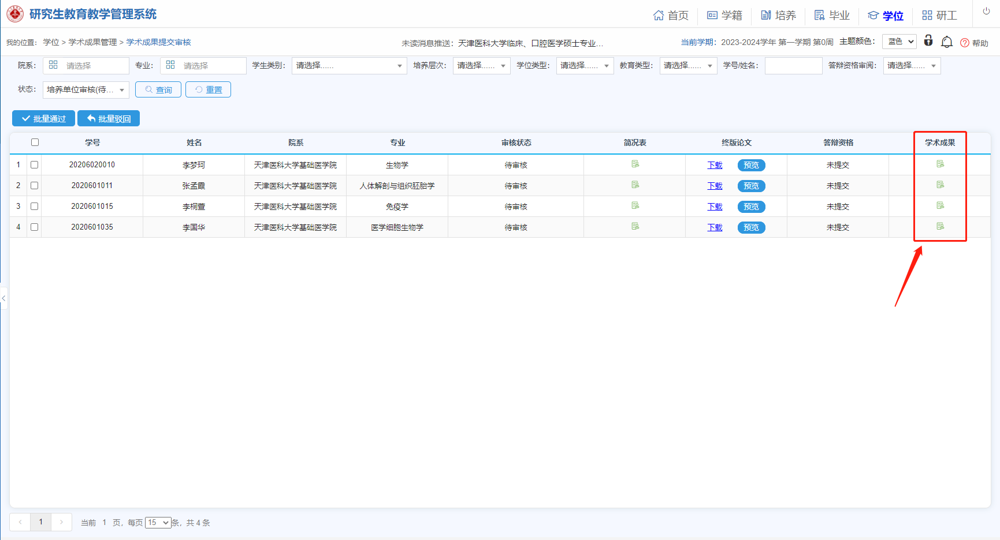 研究生教育教学管理系统
首页 学籍 培养 毕业 学位 研工
我的位置： 学位 > 学术成果管理 > 学术成果提交审核 未读消息推送：天津医科大学临床、口腔医学硕士专业… 当前学期：2023-2024学年 第一学期 第0周 主题颜色： 蓝色 帮助
院系： 请选择 专业： 请选择 学生类别： 请选择...... 培养层次： 请选择...... 学位类型： 请选择...... 教育类型： 请选择...... 学号/姓名： 答辩资格审阅： 请选择......
状态： 培养单位审核(待… 查询 重置
批量通过 批量驳回
学号 姓名 院系 专业 审核状态 简况表 终版论文 答辩资格 学术成果
1 20206020010 李梦珂 天津医科大学基础医学院 生物学 待审核 下载 预览 未提交
2 2020601011 张孟霞 天津医科大学基础医学院 人体解剖与组织胚胎学 待审核 下载 预览 未提交
3 2020601015 李桐萱 天津医科大学基础医学院 免疫学 待审核 下载 预览 未提交
4 2020601035 李国华 天津医科大学基础医学院 医学细胞生物学 待审核 下载 预览 未提交
1 当前 1 页，每页 15 条，共 4 条